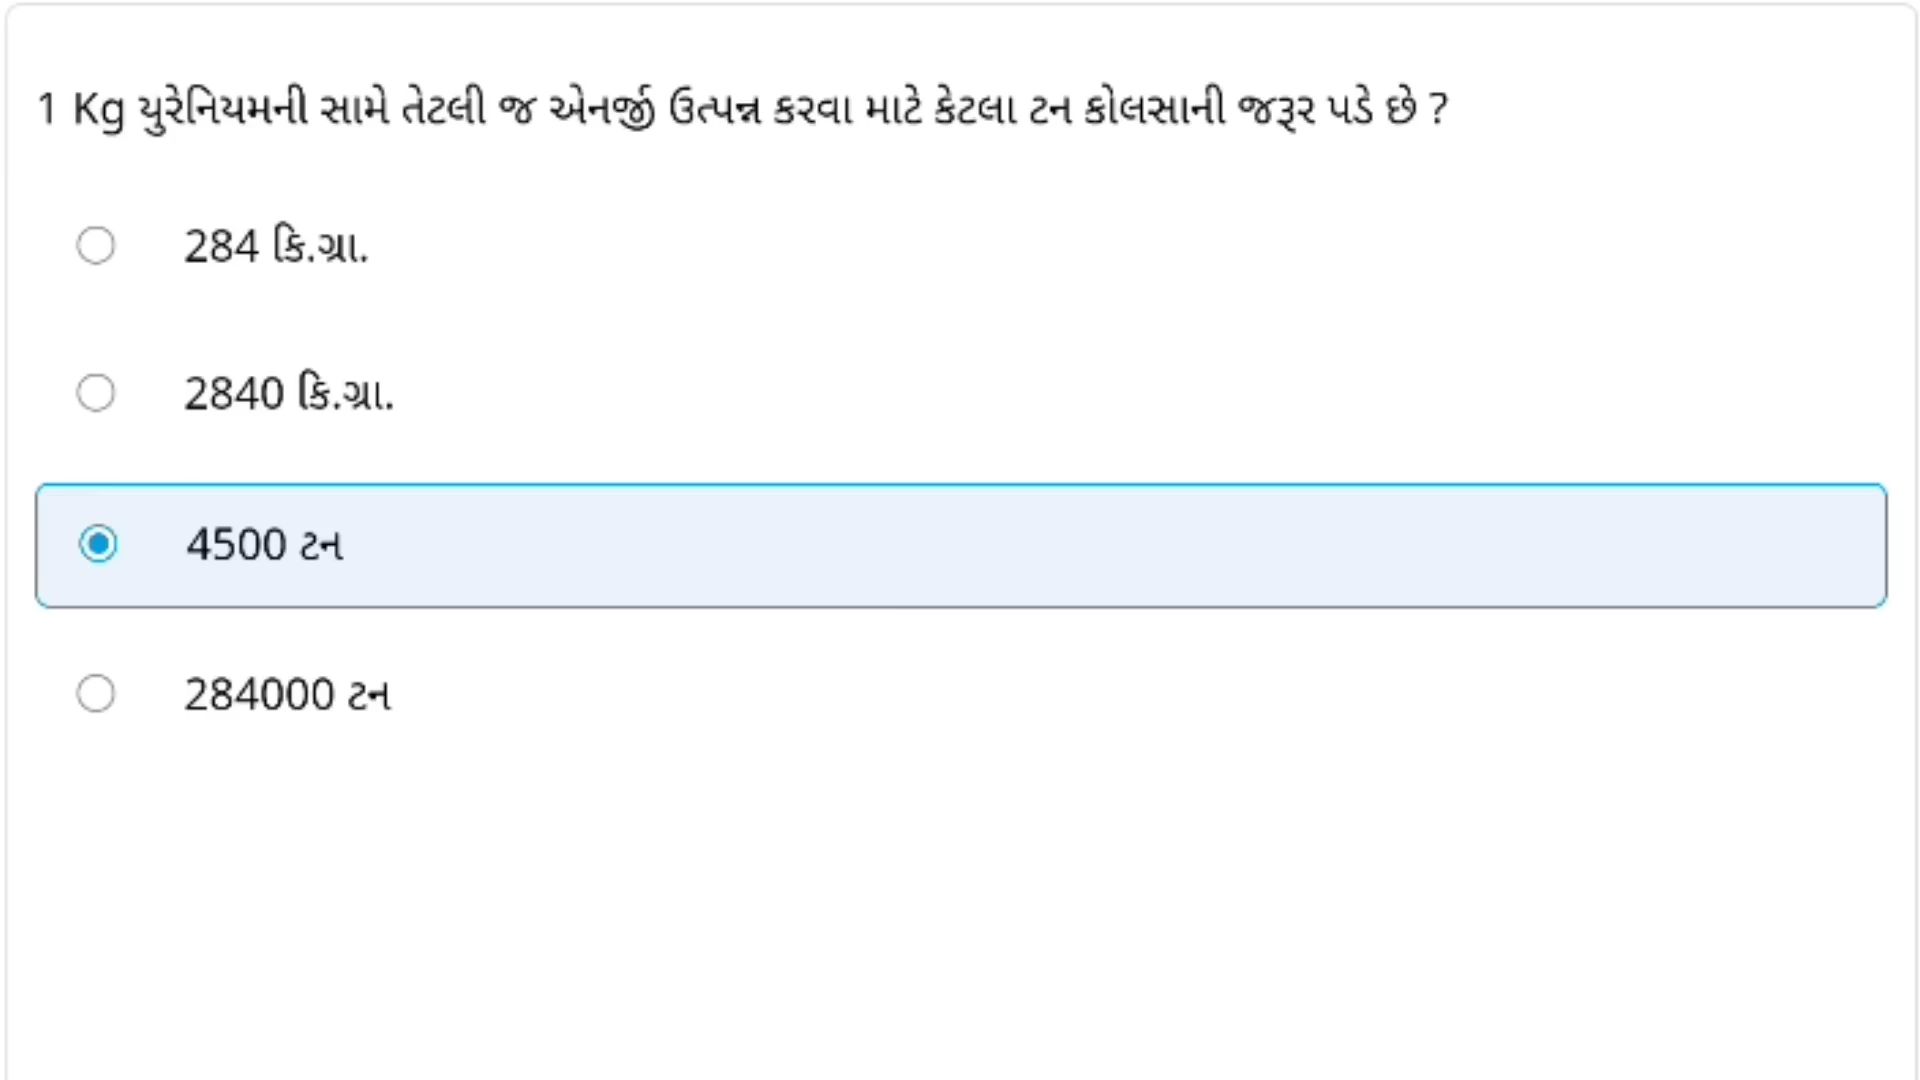 1 Kg યુરેનિયમની સામે તેટલી જ એનર્જી ઉત્પન્ન કરવા માટે કેટલા ટન કોલસાની જરૂર પડે છે ?
284 કિ.ગ્રા.
2840 કિ.ગ્રા.
4500 ટન
284000 ટન